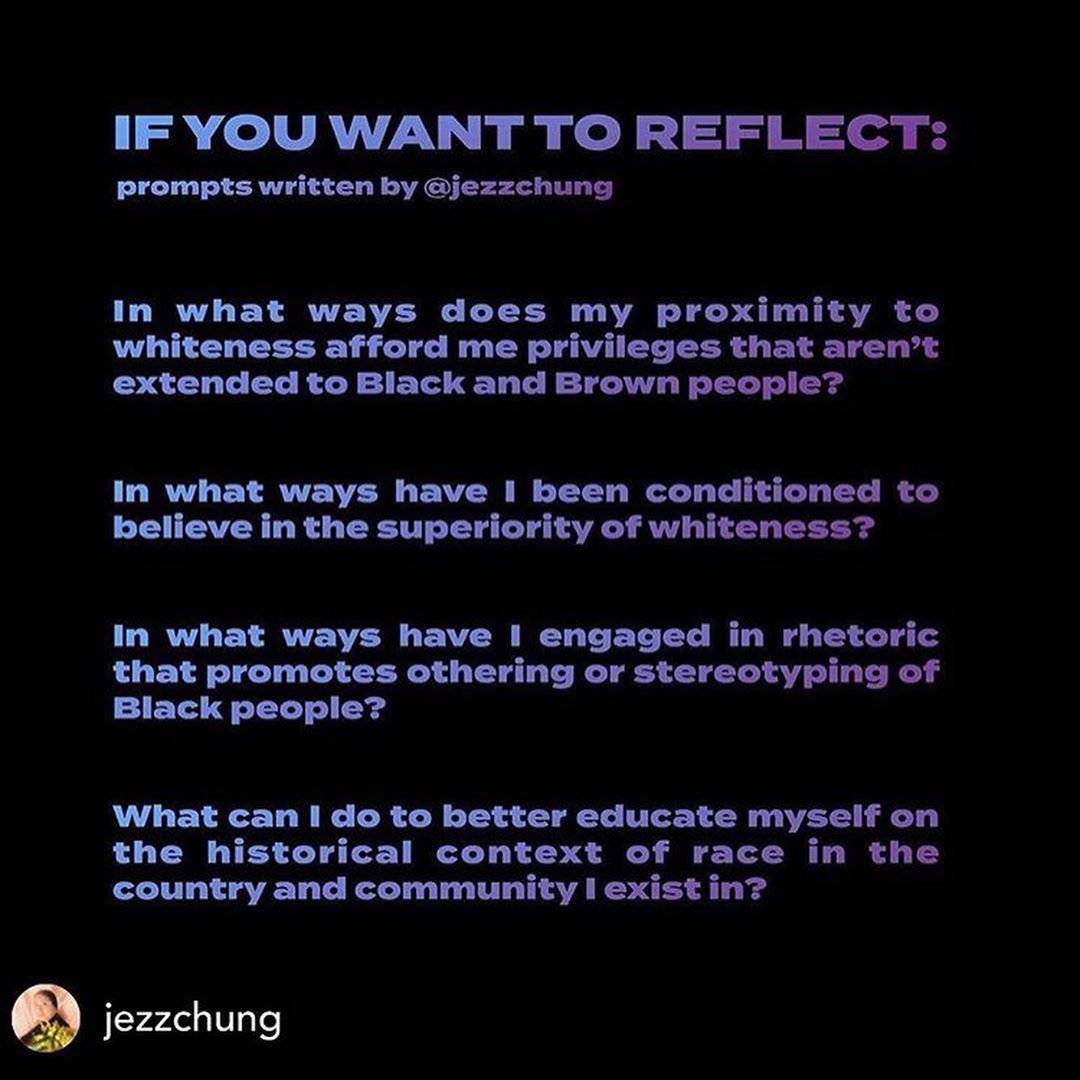 IF YOU WANT TO REFLECT:
prompts written by @jezzchung
In what ways does my proximity to
whiteness afford me privileges that aren’t
extended to Black and Brown people?
In what ways have I been conditioned to
believe in the superiority of whiteness?
In what ways have I engaged in rhetoric
that promotes othering or stereotyping of
Black people?
What can I do to better educate myself on
the historical context of race in the
country and community I exist in?
jezzchung